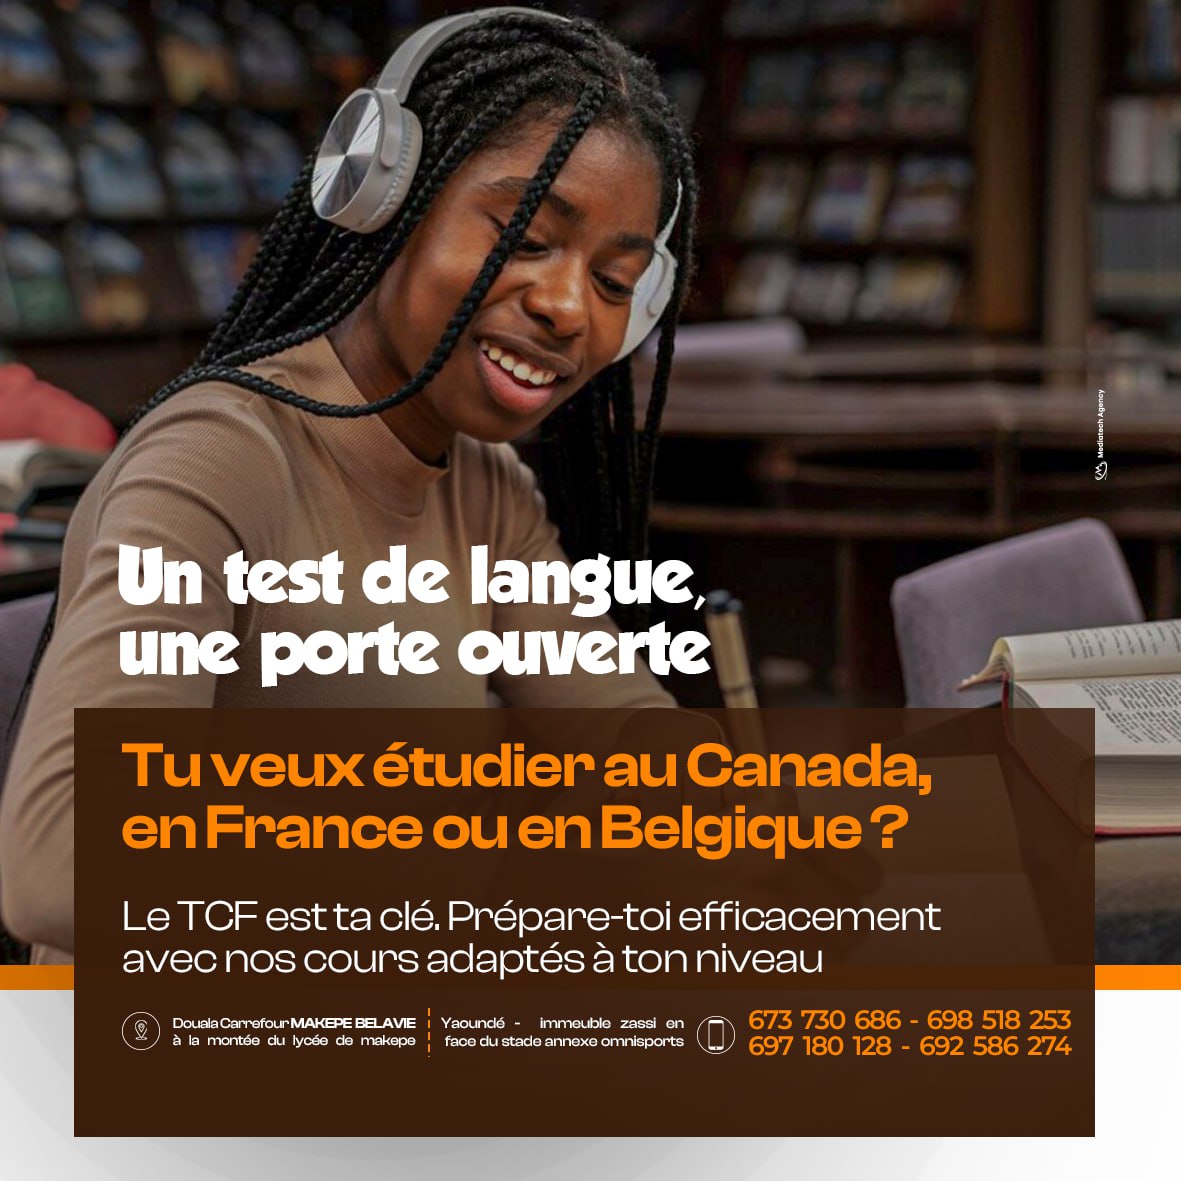 Mediatech Agency
Un test de langue,
une porte ouverte
Tu veux étudier au Canada,
en France ou en Belgique ?
Le TCF est ta clé. Prépare-toi efficacement
avec nos cours adaptés à ton niveau
Douala Carrefour MAKEPE BELAVIE
à la montée du lycée de makepe
Yaoundé - immeuble zassi en
face du stade annexe omnisports
673 730 686 - 698 518 253
697 180 128 - 692 586 274